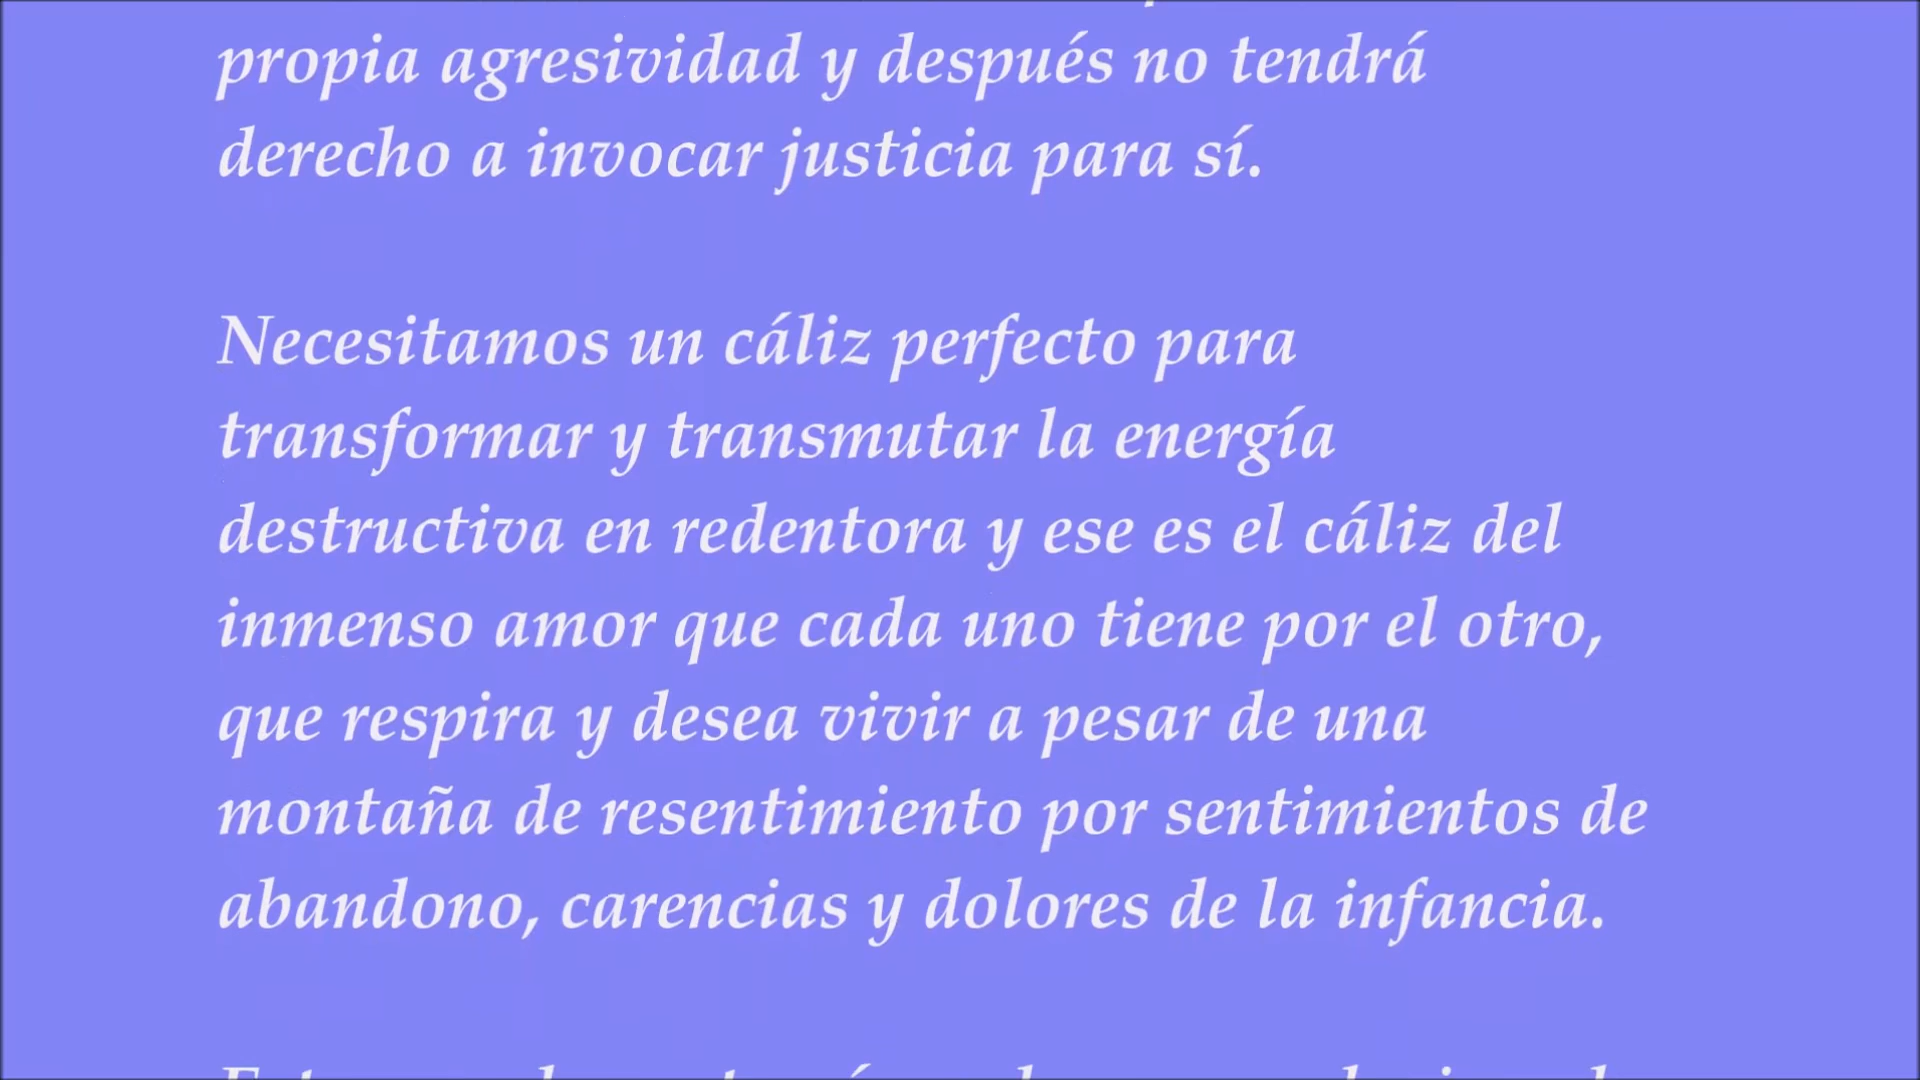 propia agresividad y después no tendrá
derecho a invocar justicia para sí.
Necesitamos un cáliz perfecto para
transformar y transmutar la energía
destructiva en redentora y ese es el cáliz del
inmenso amor que cada uno tiene por el otro,
que respira y desea vivir a pesar de una
montaña de resentimiento por sentimientos de
abandono, carencias y dolores de la infancia.